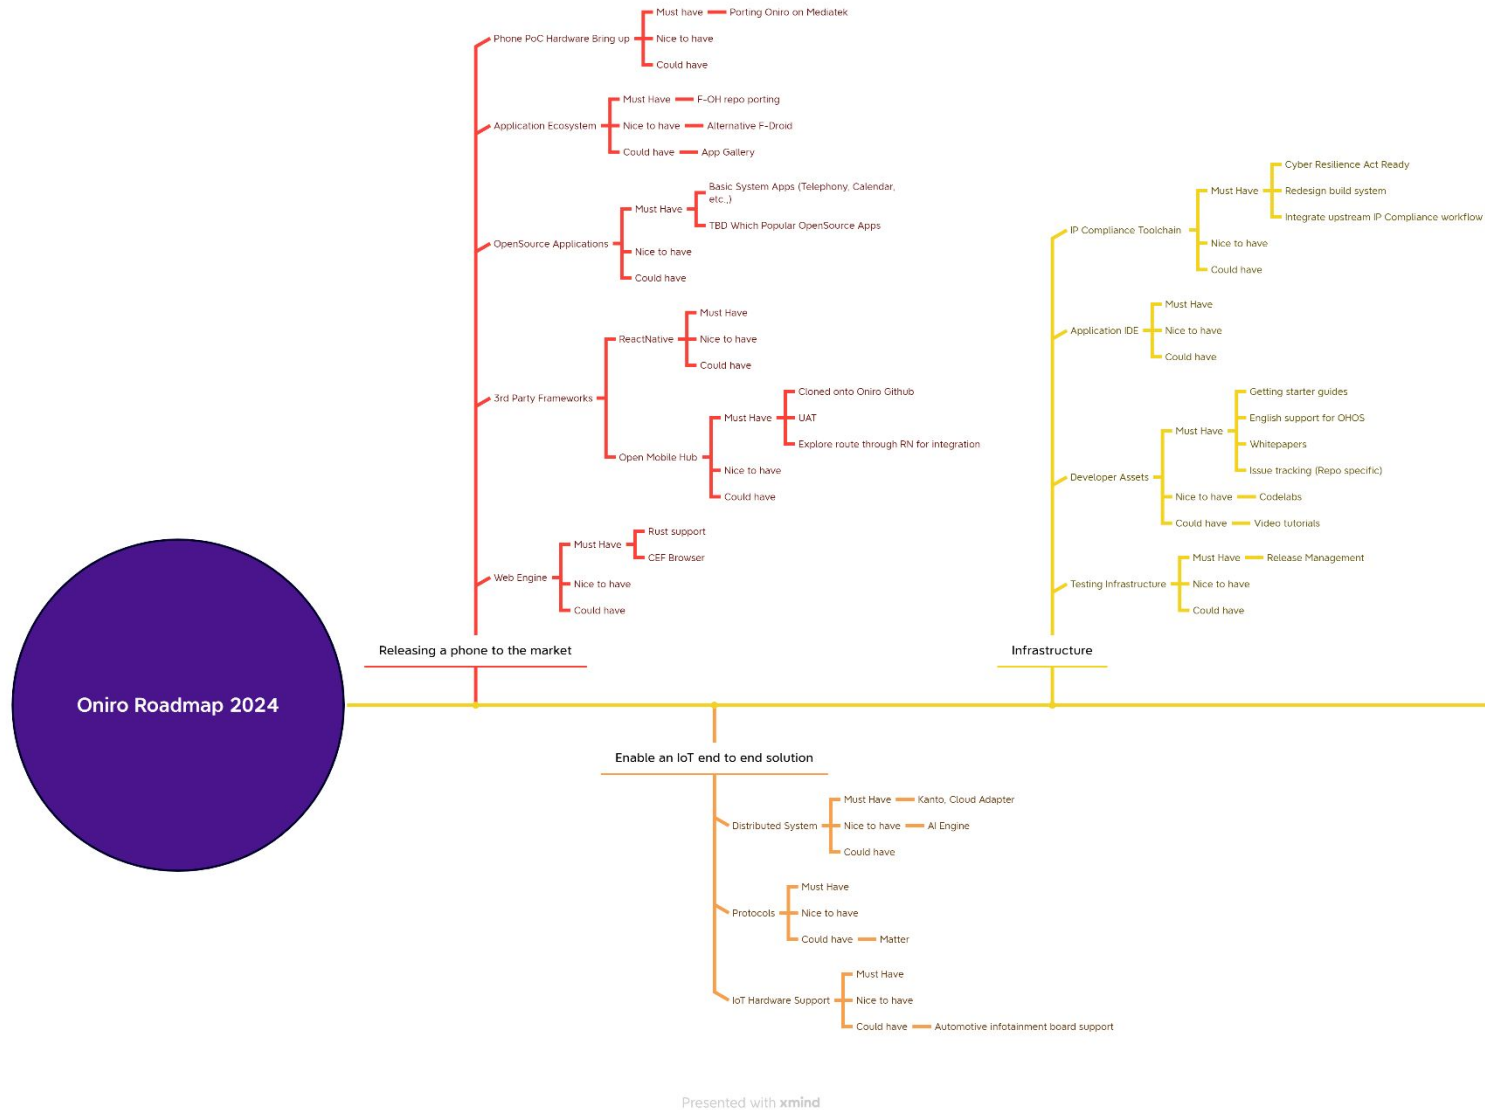 Oniro Roadmap 2024
Releasing a phone to the market
Phone PoC Hardware Bring up
Must have
Porting Oniro on Mediatek
Nice to have
Could have
Application Ecosystem
Must Have
F-OH repo porting
Nice to have
Alternative F-Droid
Could have
App Gallery
OpenSource Applications
Must Have
Basic System Apps (Telephony, Calendar,
etc.,)
TBD Which Popular OpenSource Apps
Nice to have
Could have
3rd Party Frameworks
ReactNative
Must Have
Nice to have
Could have
Open Mobile Hub
Must Have
Cloned onto Oniro Github
UAT
Explore route through RN for integration
Nice to have
Could have
Web Engine
Must Have
Rust support
CEF Browser
Nice to have
Could have
Enable an IoT end to end solution
Distributed System
Must Have
Kanto, Cloud Adapter
Nice to have
AI Engine
Could have
Protocols
Must Have
Nice to have
Could have
Matter
IoT Hardware Support
Must Have
Nice to have
Could have
Automotive infotainment board support
Infrastructure
IP Compliance Toolchain
Must Have
Cyber Resilience Act Ready
Redesign build system
Integrate upstream IP Compliance workflow
Nice to have
Could have
Application IDE
Must Have
Nice to have
Could have
Developer Assets
Must Have
Getting starter guides
English support for OHOS
Whitepapers
Issue tracking (Repo specific)
Nice to have
Codelabs
Could have
Video tutorials
Testing Infrastructure
Must Have
Release Management
Nice to have
Could have
Presented with xmind